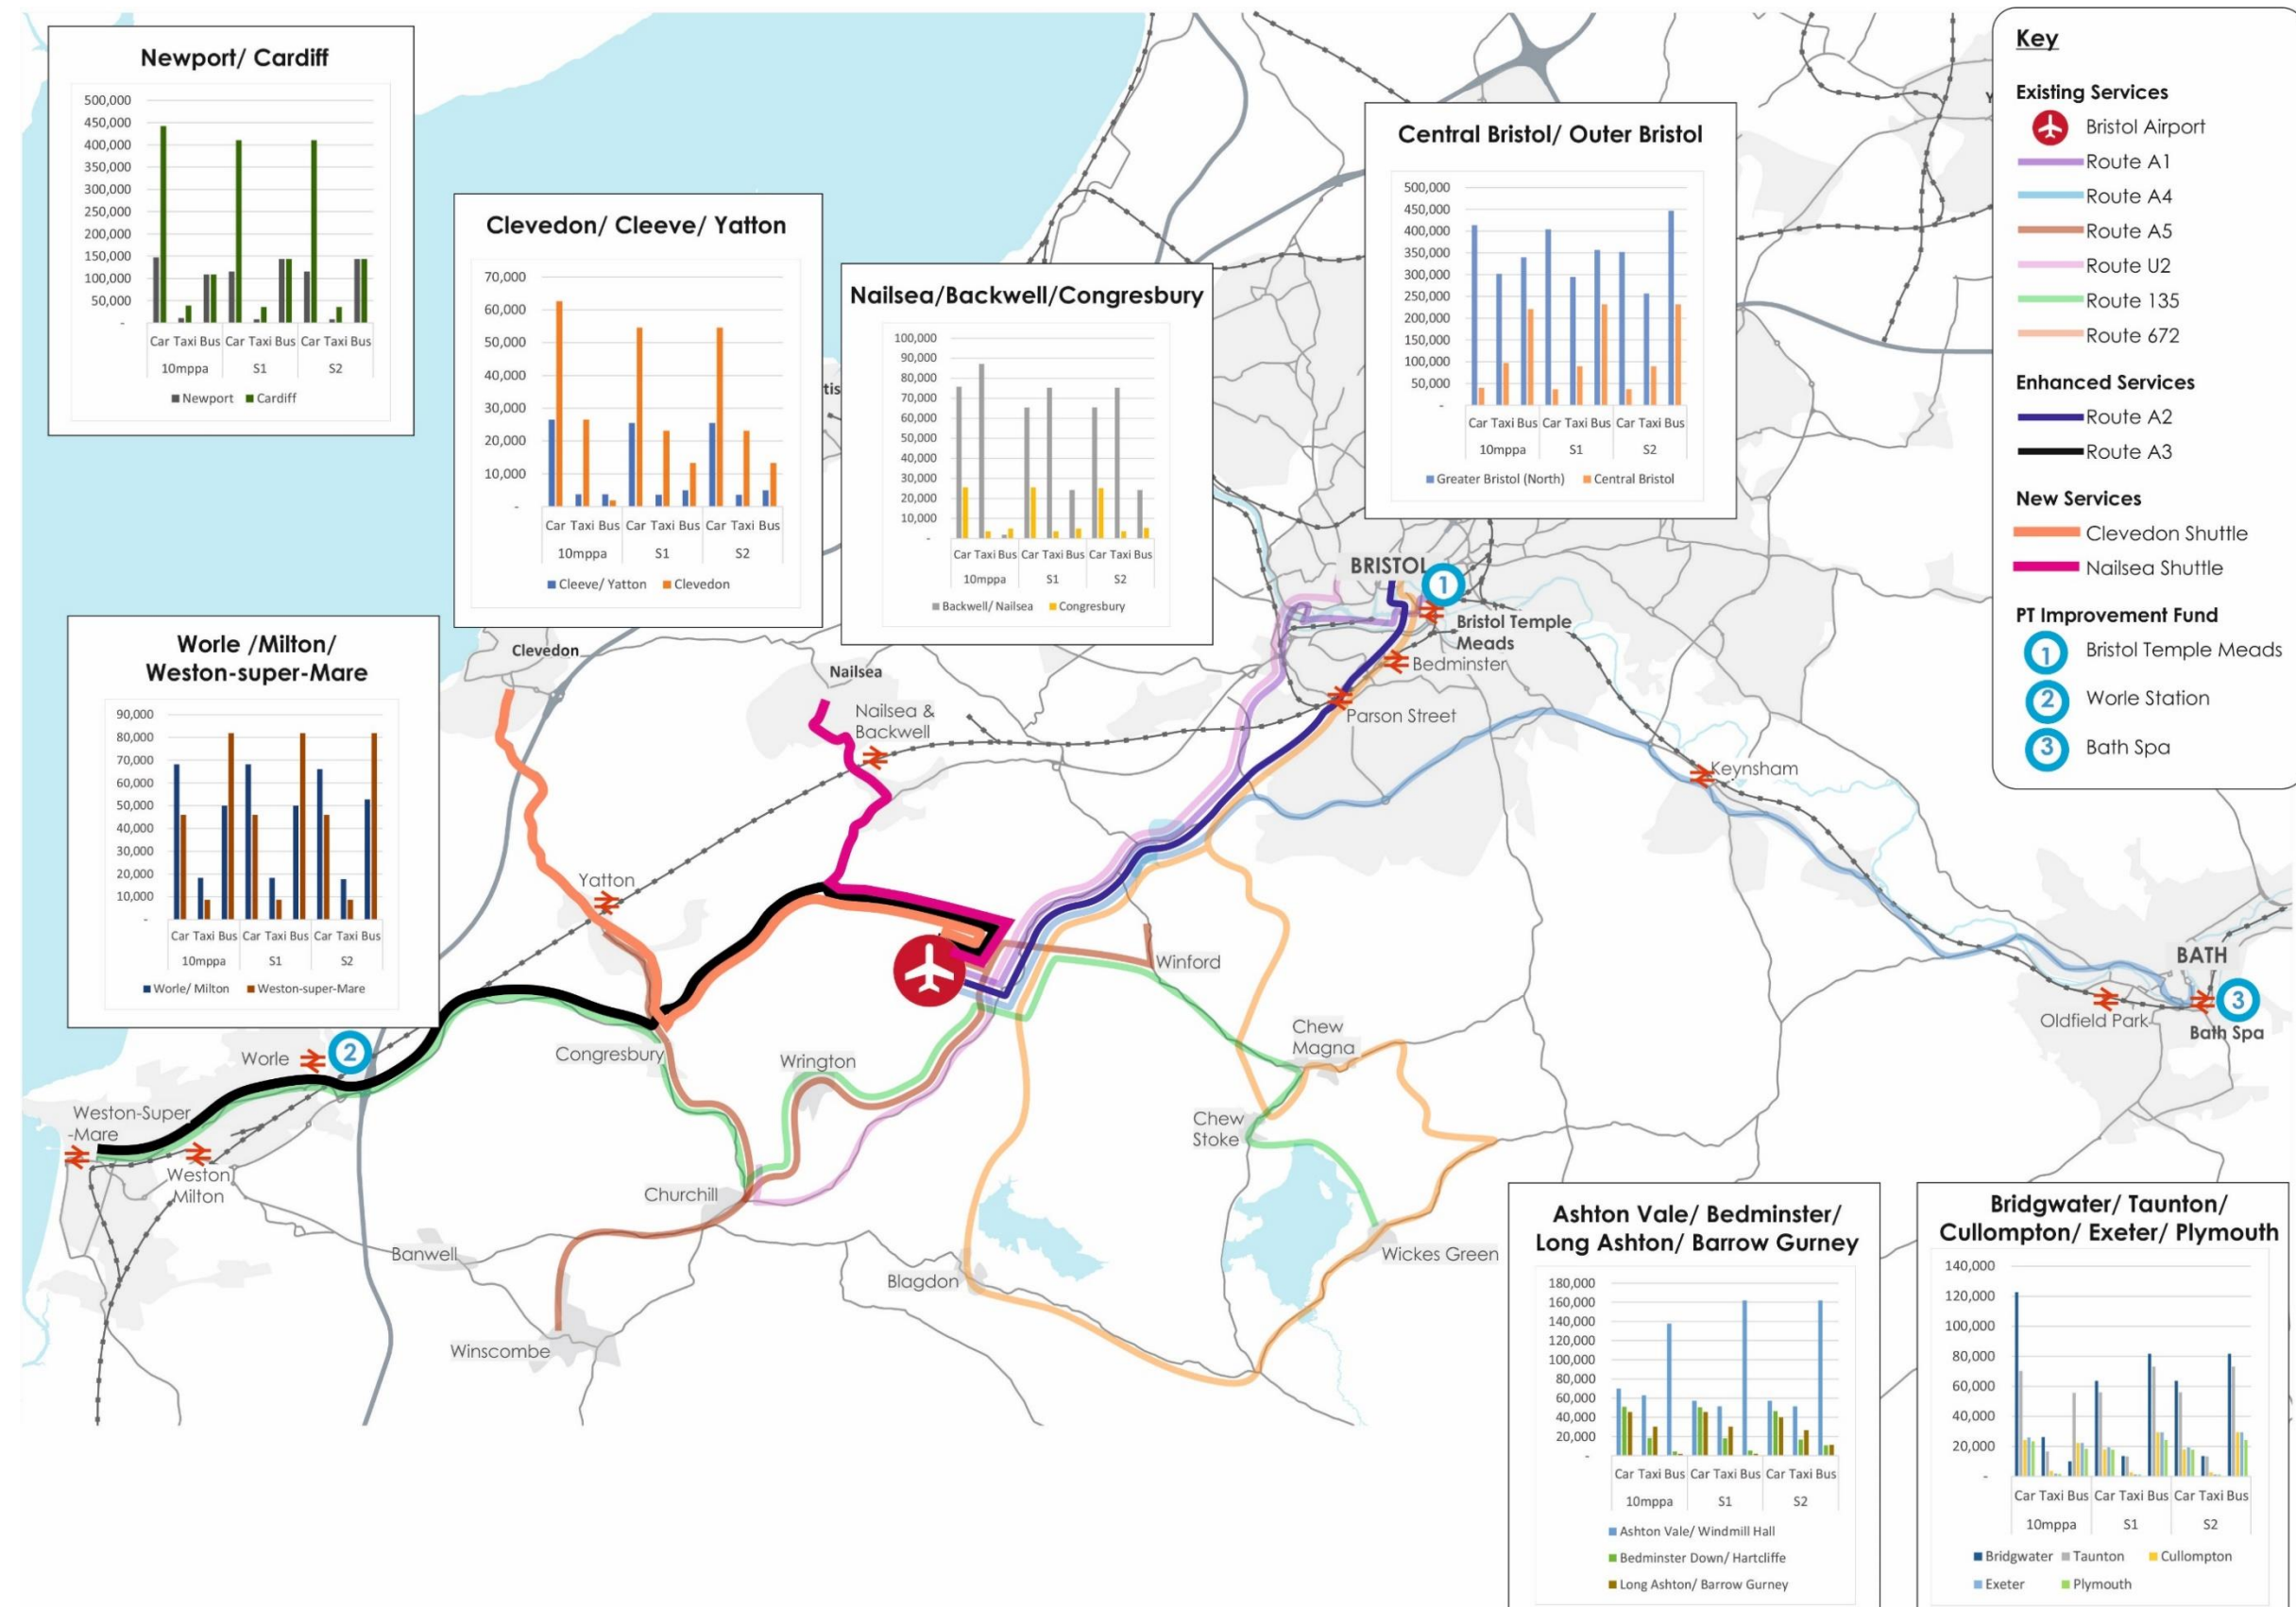 Newport/ Cardiff
500,000
450,000
400,000
350,000
300,000
250,000
200,000
150,000
100,000
50,000
-
Car Taxi Bus Car Taxi Bus Car Taxi Bus
10mppa S1 S2
Newport Cardiff
Clevedon/ Cleeve/ Yatton
70,000
60,000
50,000
40,000
30,000
20,000
10,000
-
Car Taxi Bus Car Taxi Bus Car Taxi Bus
10mppa S1 S2
Cleeve/ Yatton Clevedon
Nailsea/Backwell/Congresbury
100,000
90,000
80,000
70,000
60,000
50,000
40,000
30,000
20,000
10,000
-
Car Taxi Bus Car Taxi Bus Car Taxi Bus
10mppa S1 S2
Backwell/ Nailsea Congresbury
Central Bristol/ Outer Bristol
500,000
450,000
400,000
350,000
300,000
250,000
200,000
150,000
100,000
50,000
-
Car Taxi Bus Car Taxi Bus Car Taxi Bus
10mppa S1 S2
Greater Bristol (North) Central Bristol
Key
Existing Services
Bristol Airport
Route A1
Route A4
Route A5
Route U2
Route 135
Route 672
Enhanced Services
Route A2
Route A3
New Services
Clevedon Shuttle
Nailsea Shuttle
PT Improvement Fund
1 Bristol Temple Meads
2 Worle Station
3 Bath Spa
Worle /Milton/
Weston-super-Mare
90,000
80,000
70,000
60,000
50,000
40,000
30,000
20,000
10,000
-
Car Taxi Bus Car Taxi Bus Car Taxi Bus
10mppa S1 S2
Worle/ Milton Weston-super-Mare
tis
Y
BRISTOL
1
Bristol Temple
Meads
Bedminster
Parson Street
Clevedon
Nailsea
Nailsea &
Backwell
Keynsham
Yatton
Winford
BATH
3
Oldfield Park
Bath Spa
Congresbury
Wrington
Chew
Magna
Worle
2
Weston-Super
-Mare
Weston
Milton
Chew
Stoke
Churchill
Banwell
Blagdon
Wickes Green
Winscombe
Ashton Vale/ Bedminster/
Long Ashton/ Barrow Gurney
180,000
160,000
140,000
120,000
100,000
80,000
60,000
40,000
20,000
-
Car Taxi Bus Car Taxi Bus Car Taxi Bus
10mppa S1 S2
Ashton Vale/ Windmill Hall
Bedminster Down/ Hartcliffe
Long Ashton/ Barrow Gurney
Bridgwater/ Taunton/
Cullompton/ Exeter/ Plymouth
140,000
120,000
100,000
80,000
60,000
40,000
20,000
-
Car Taxi Bus Car Taxi Bus Car Taxi Bus
10mppa S1 S2
Bridgwater Taunton Cullompton
Exeter Plymouth